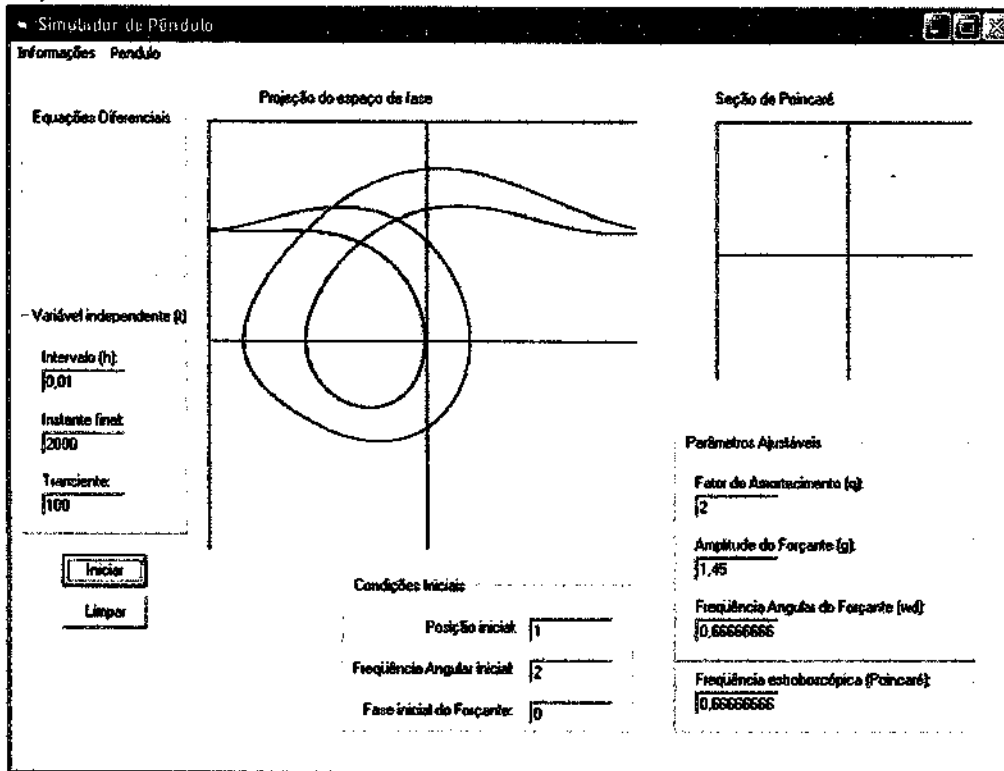 Simulador de Pêndulo
Informações Pendulo
Equações Diferenciais
Projeção do espaço de fase
Seção de Poincaré
Variável independente (t)
Intervalo (h):
0,01
Instante final:
2000
Transiente:
100
Iniciar
Limpar
Condições Iniciais
Posição inicial: 1
Freqüência Angular inicial: 2
Fase inicial do Forçante: 0
Parâmetros Ajustáveis
Fator de Amortecimento (q):
2
Amplitude do Forçante (g):
1,45
Freqüência Angular do Forçante (wd):
0,66666666
Freqüência estroboscópica (Poincaré):
0,66666666